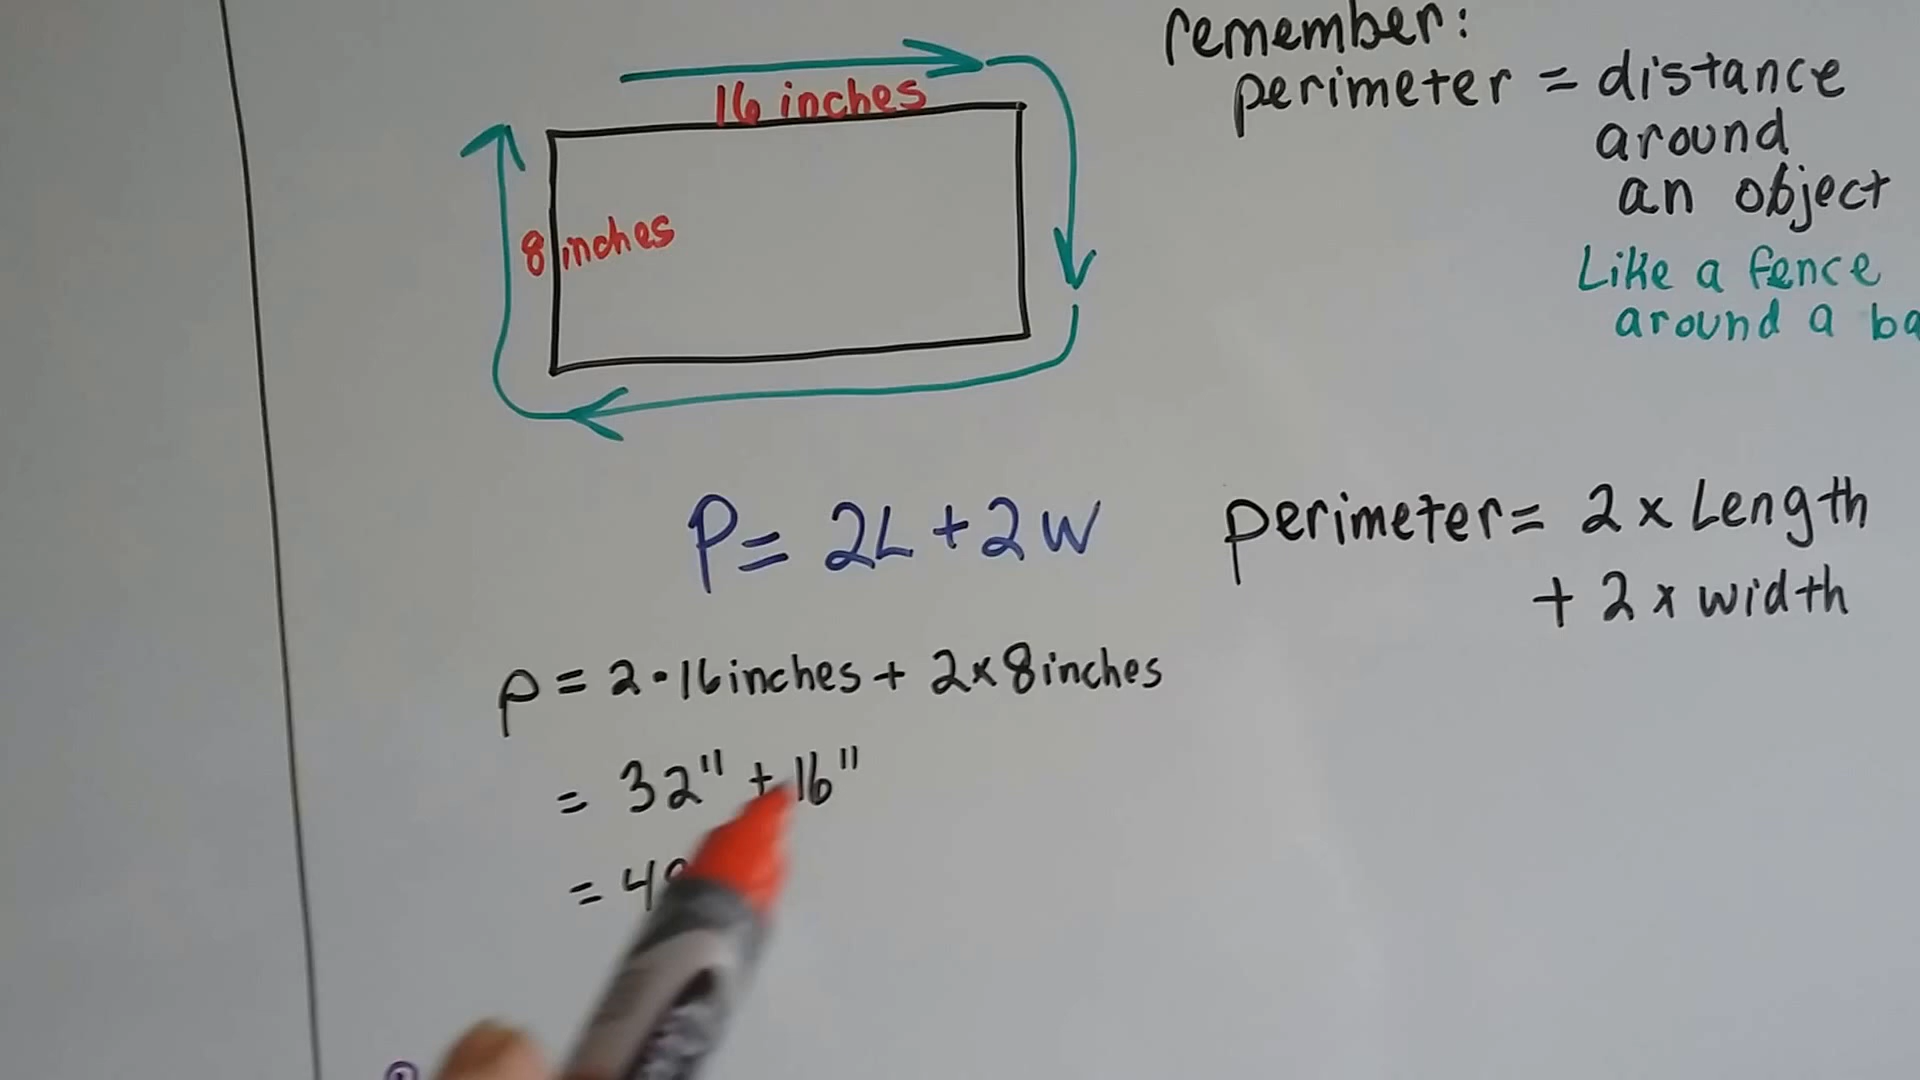 remember:
perimeter = distance
around
an object
Like a fence
around a
16 inches
8 inches
P = 2L + 2W
perimeter = 2 x Length
+ 2 x width
P = 2 • 16 inches + 2 x 8 inches
= 32" + 16"
=